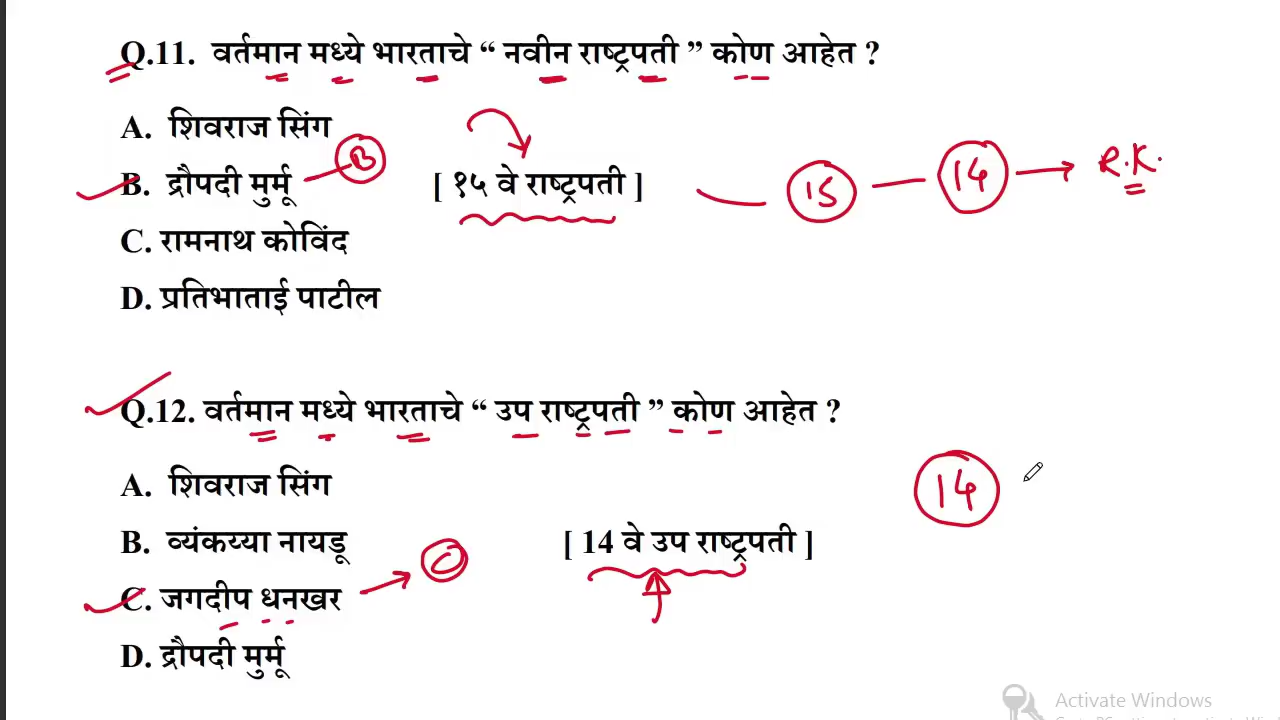 Q.11. वर्तमान मध्ये भारताचे “ नवीन राष्ट्रपती ” कोण आहेत ?
A. शिवराज सिंग
B. द्रौपदी मुर्मू B [ १५ वे राष्ट्रपती ] 15 14 R.K.
C. रामनाथ कोविंद
D. प्रतिभाताई पाटील
Q.12. वर्तमान मध्ये भारताचे “ उप राष्ट्रपती ” कोण आहेत ?
A. शिवराज सिंग 14
B. व्यंकय्या नायडू [ 14 वे उप राष्ट्रपती ]
C. जगदीप धनखर C
D. द्रौपदी मुर्मू
Activate Windows